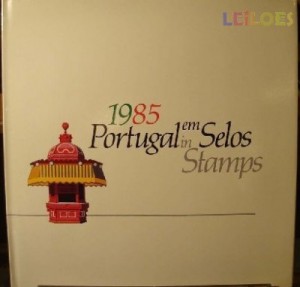 LEiLOES
1985
Portugal em Selos
in Stamps